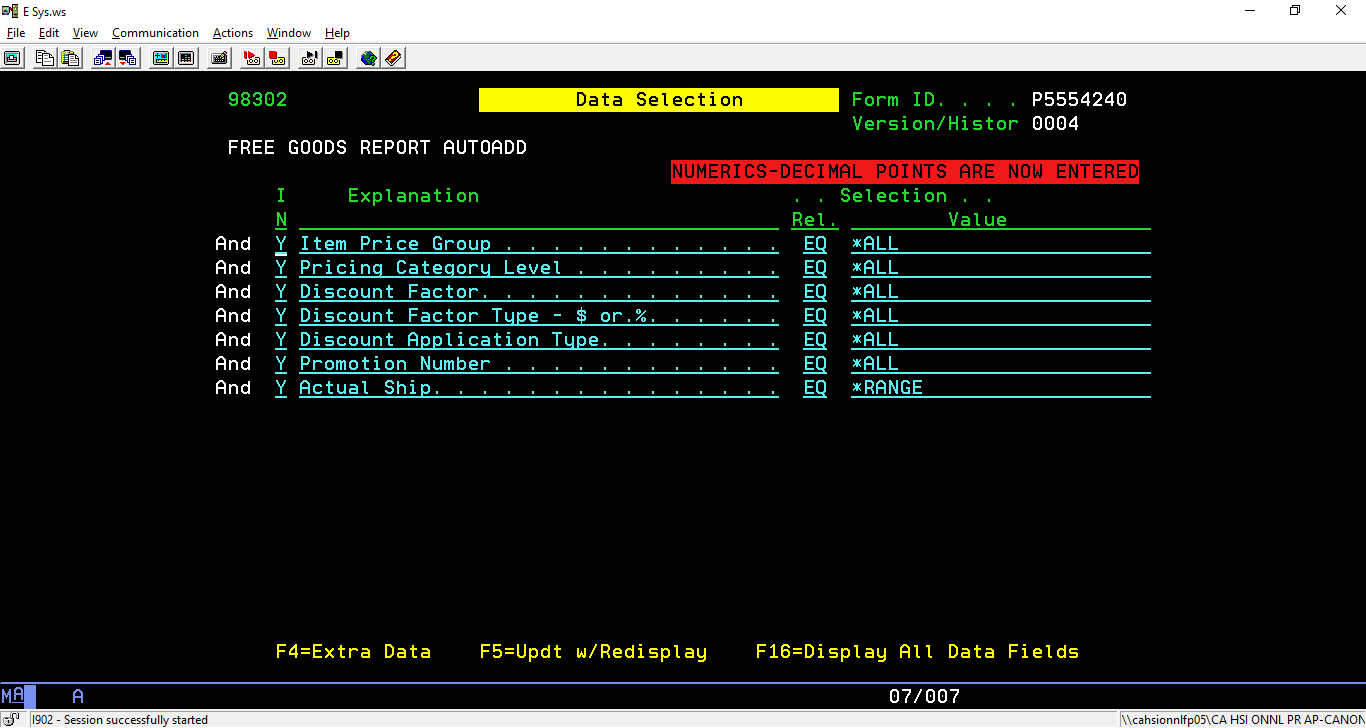 E Sys.ws
File Edit View Communication Actions Window Help
98302 Data Selection Form ID. . . . P5554240
Version/Histor 0004
FREE GOODS REPORT AUTOADD
NUMERICS-DECIMAL POINTS ARE NOW ENTERED
I Explanation . . Selection . .
N Rel. Value
And Y Item Price Group . . . . . . . . . . . . EQ *ALL
And Y Pricing Category Level . . . . . . . . . EQ *ALL
And Y Discount Factor. . . . . . . . . . . . . EQ *ALL
And Y Discount Factor Type - $ or.%. . . . . . EQ *ALL
And Y Discount Application Type. . . . . . . . EQ *ALL
And Y Promotion Number . . . . . . . . . . . . EQ *ALL
And Y Actual Ship. . . . . . . . . . . . . . . EQ *RANGE
F4=Extra Data F5=Updt w/Redisplay F16=Display All Data Fields
MA A 07/007
I902 - Session successfully started \\cahsionnlfp05\CA HSI ONNL PR AP-CANON